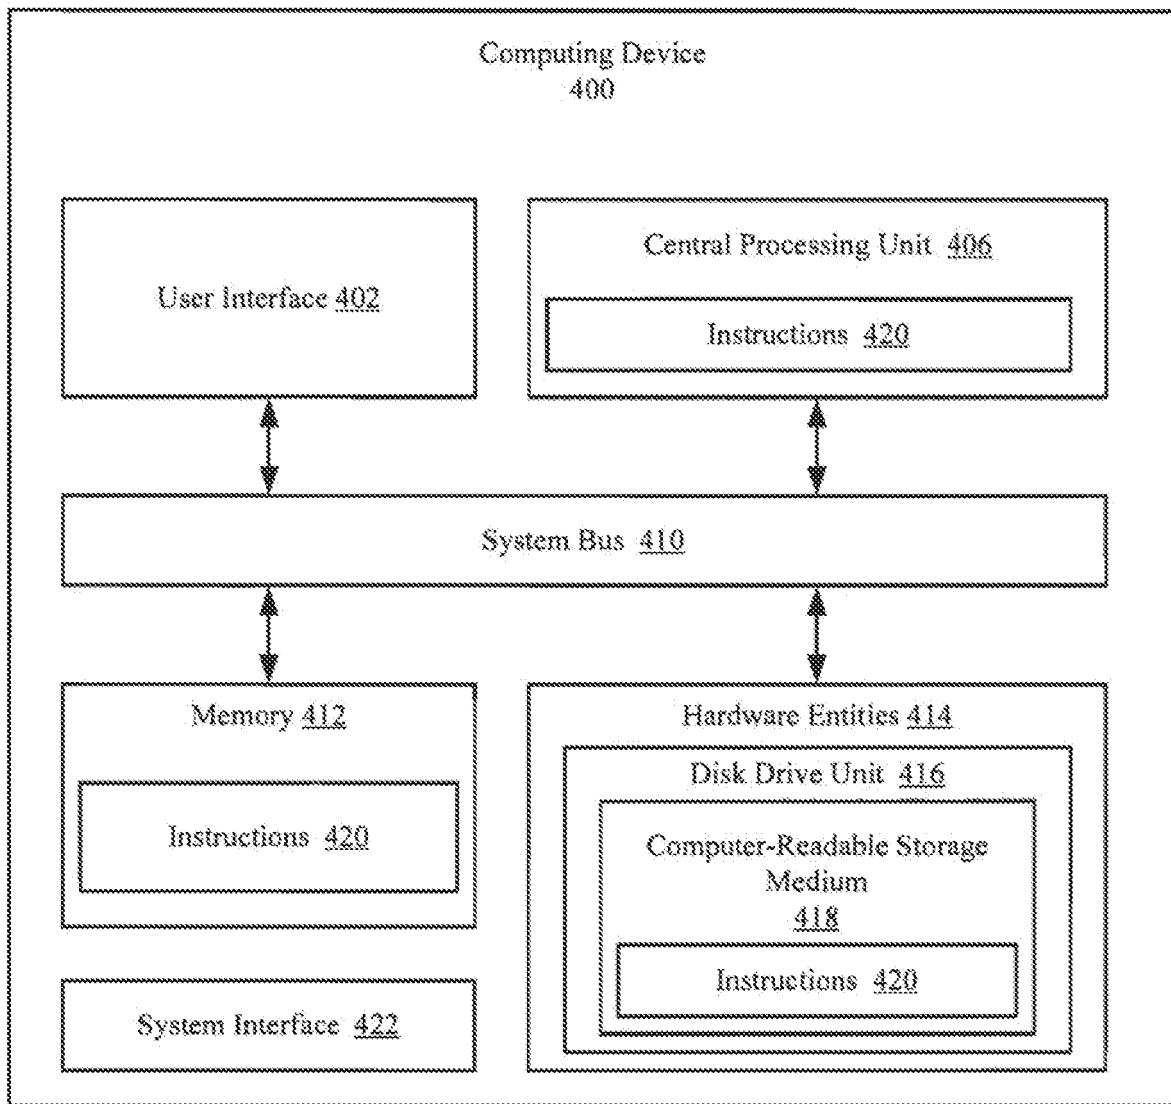 Computing Device
400
User Interface 402
Central Processing Unit 406
Instructions 420
System Bus 410
Memory 412
Instructions 420
Hardware Entities 414
Disk Drive Unit 416
Computer-Readable Storage
Medium
418
Instructions 420
System Interface 422